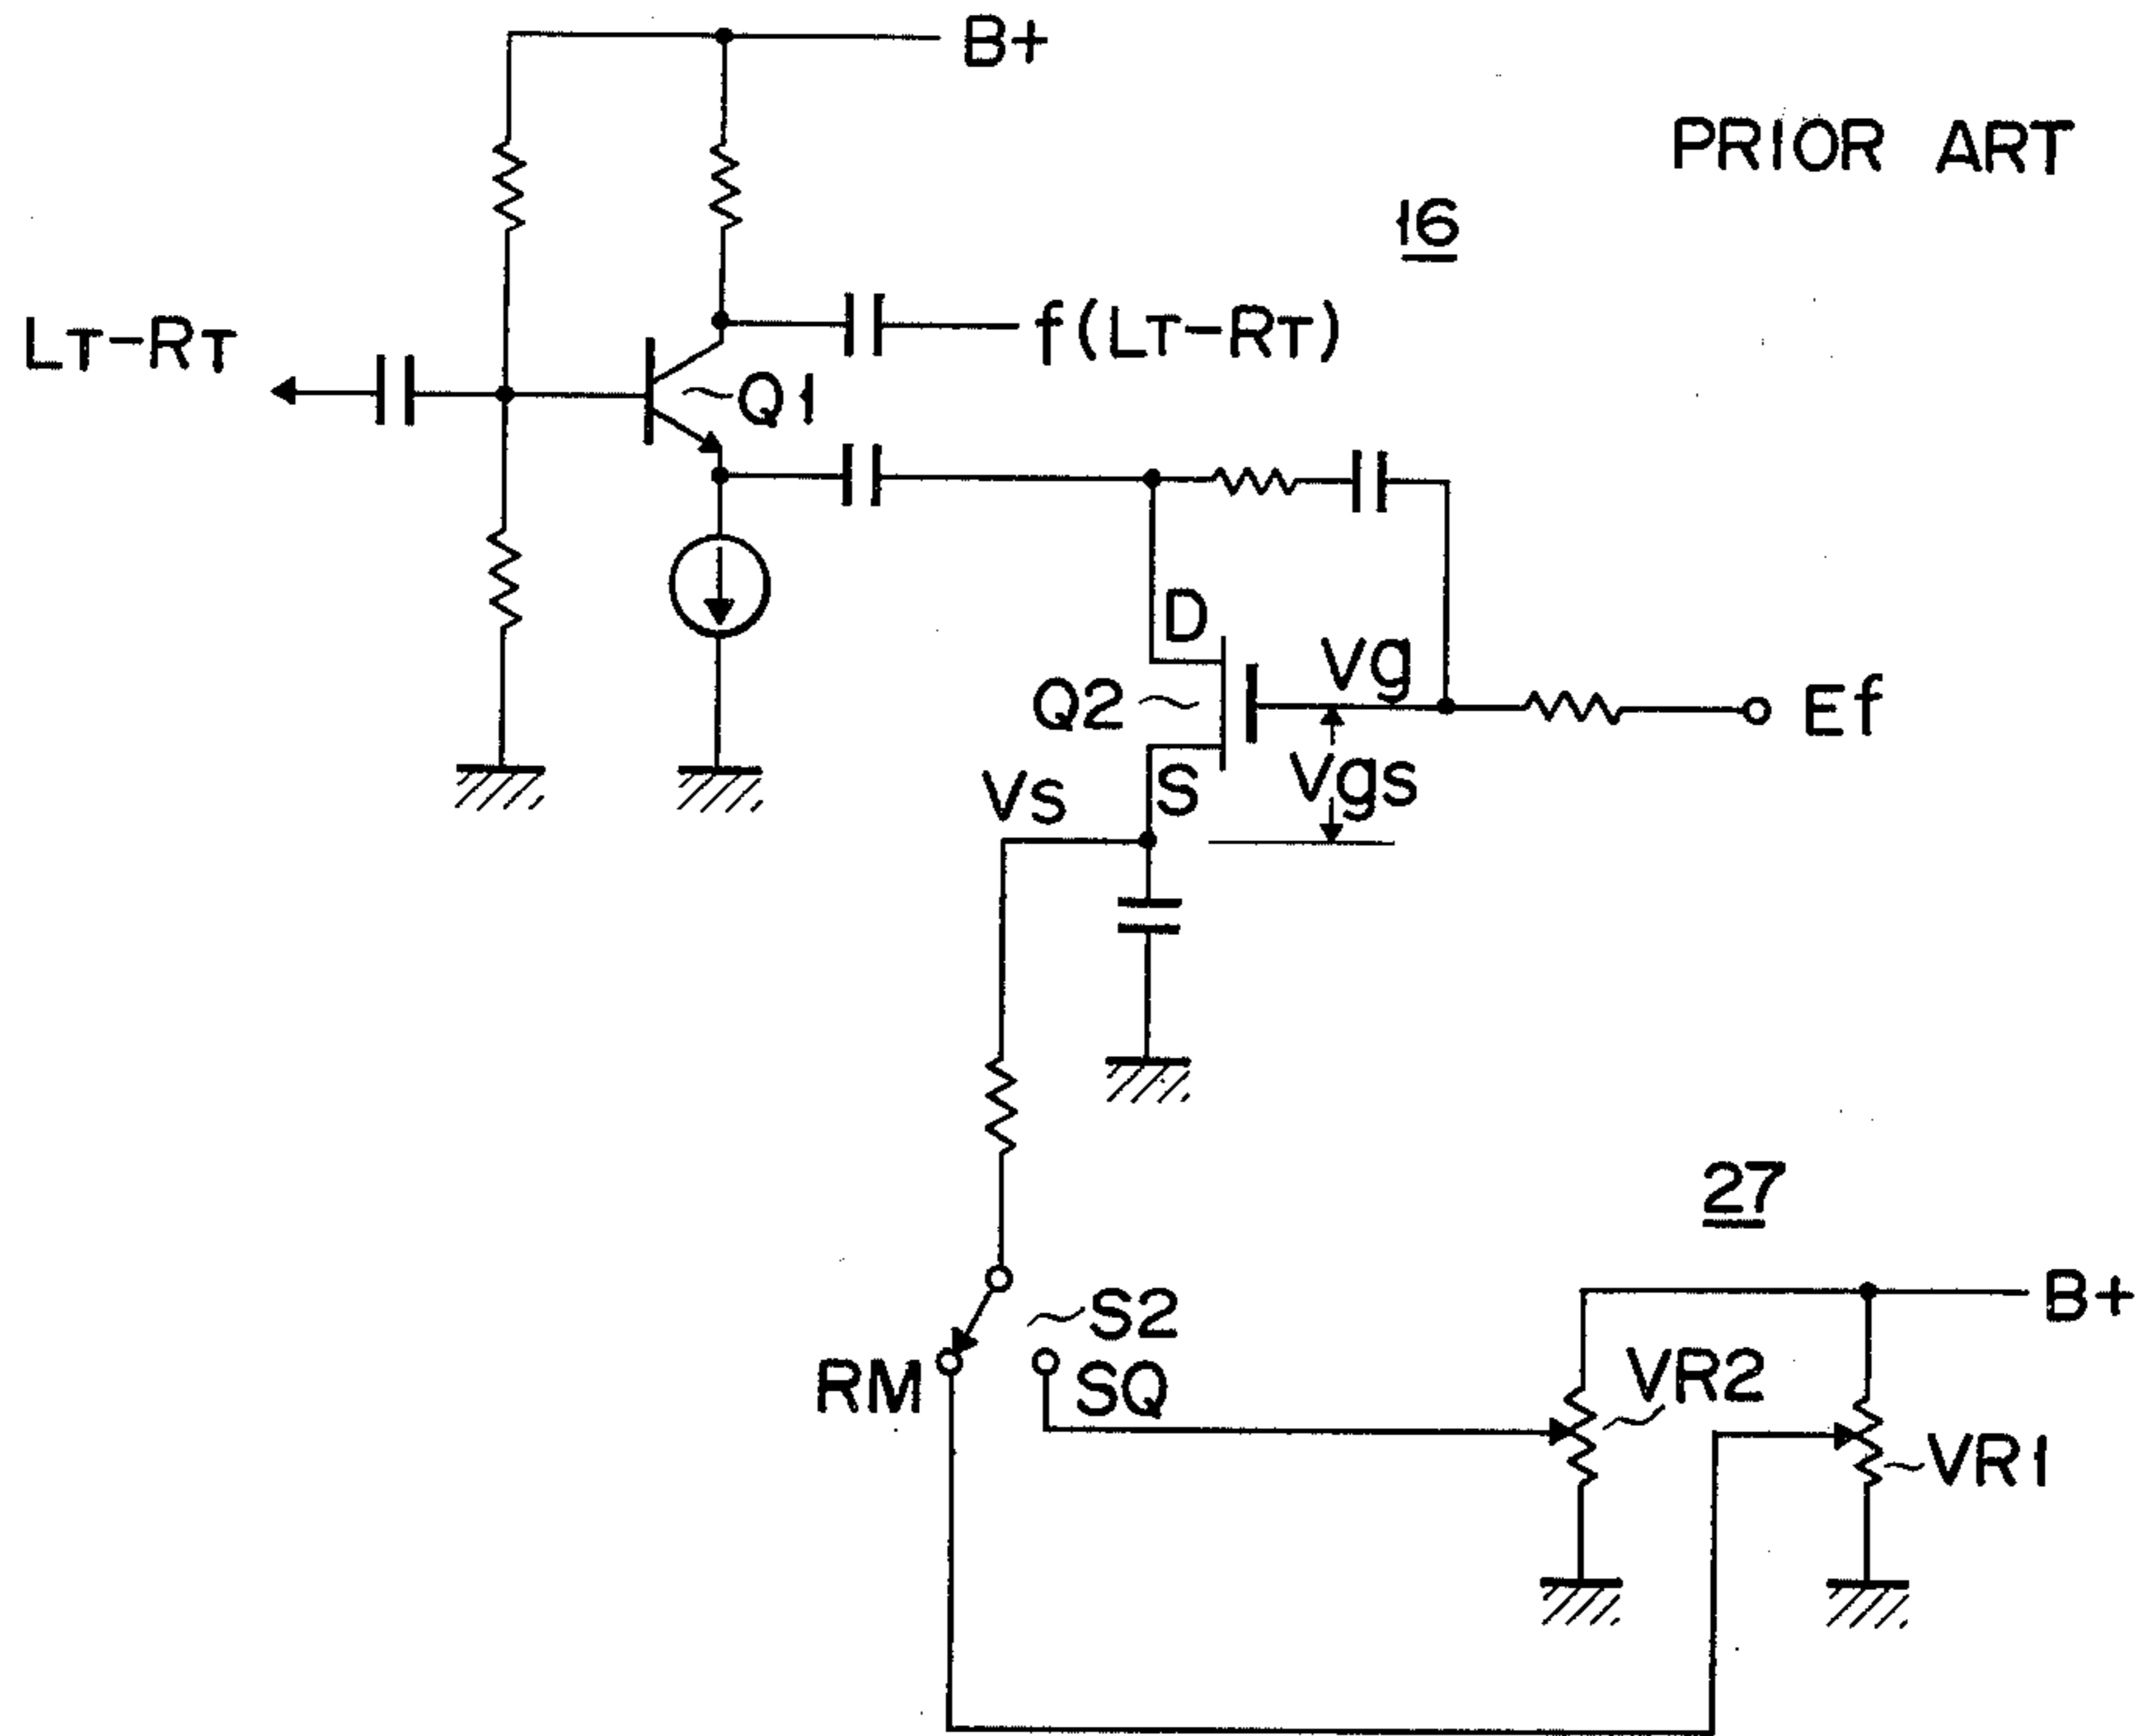 B+
PRIOR ART
16
LT-RT
f(LT-RT)
Q1
D
Vg
Q2
Ef
Vgs
S
Vs
27
B+
S2
RM
SQ
VR2
VR1